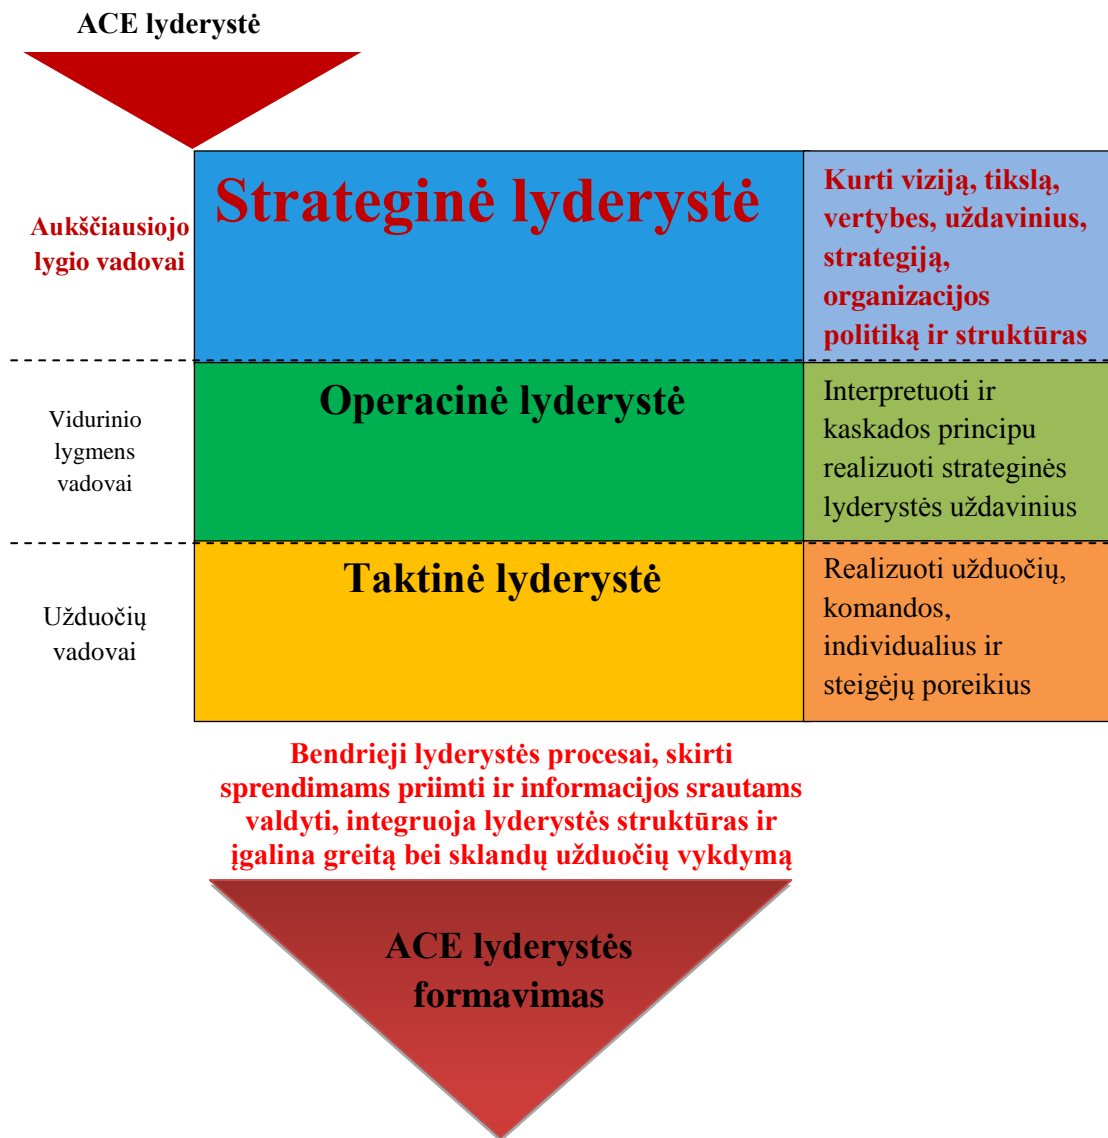 ACE lyderystė
Aukščiausiojo
lygio vadovai
Strateginė lyderystė
Kurti viziją, tikslą,
vertybes, uždavinius,
strategiją,
organizacijos
politiką ir struktūras
Vidurinio
lygmens
vadovai
Operacinė lyderystė
Interpretuoti ir
kaskados principu
realizuoti strateginės
lyderystės uždavinius
Užduočių
vadovai
Taktinė lyderystė
Realizuoti užduočių,
komandos,
individualius ir
steigėjų poreikius
Bendrieji lyderystės procesai, skirti
sprendimams priimti ir informacijos srautams
valdyti, integruoja lyderystės struktūras ir
įgalina greitą bei sklandų užduočių vykdymą
ACE lyderystės
formavimas